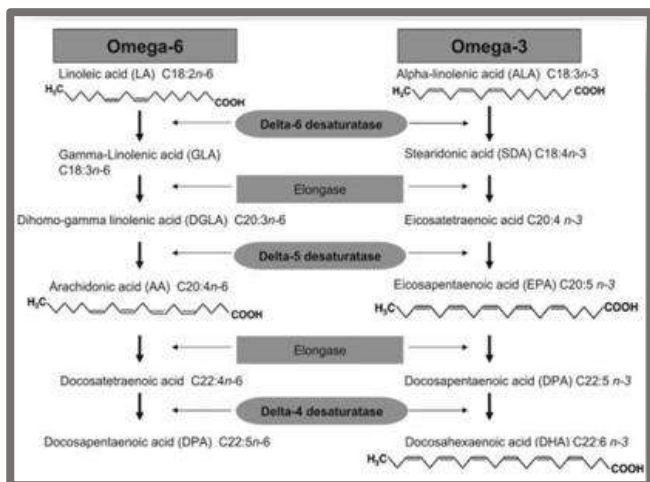 Omega-6
Omega-3
Linoleic acid (LA) C18:2n-6
Alpha-linolenic acid (ALA) C18:3n-3
H₃C
COOH
H₃C
COOH
Delta-6 desaturatase
Gamma-Linolenic acid (GLA)
C18:3n-6
Stearidonic acid (SDA) C18:4n-3
Elongase
Dihomo-gamma linolenic acid (DGLA) C20:3n-6
Eicosatetraenoic acid C20:4 n-3
Delta-5 desaturatase
Arachidonic acid (AA) C20:4n-6
Eicosapentaenoic acid (EPA) C20:5 n-3
H₃C
COOH
H₃C
COOH
Elongase
Docosatetraenoic acid C22:4n-6
Docosapentaenoic acid (DPA) C22:5 n-3
Delta-4 desaturatase
Docosapentaenoic acid (DPA) C22:5n-6
Docosahexaenoic acid (DHA) C22:6 n-3
H₃C
COOH